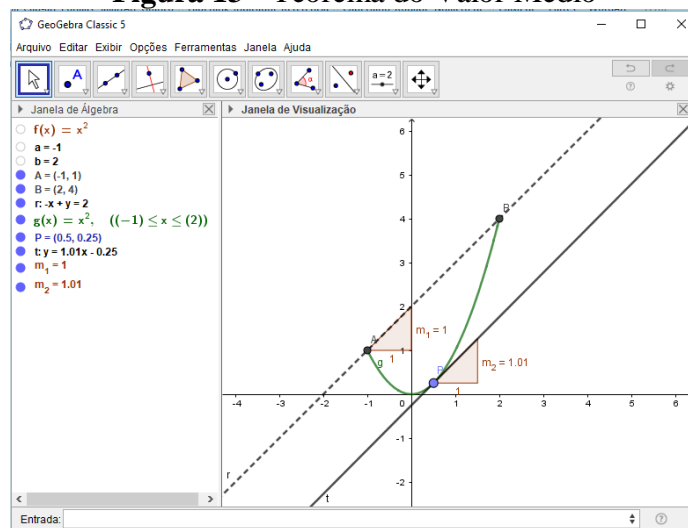 Figura 15 - Teorema do Valor Médio
GeoGebra Classic 5
Arquivo Editar Exibir Opções Ferramentas Janela Ajuda
A
α
a=2
Janela de Álgebra
f(x) = x²
a = -1
b = 2
A = (-1, 1)
B = (2, 4)
r: -x + y = 2
g(x) = x², ((−1) ≤ x ≤ (2))
P = (0.5, 0.25)
t: y = 1.01x - 0.25
m₁ = 1
m₂ = 1.01
Janela de Visualização
6
5
B
4
3
2
A
m₁ = 1
1
1
g
P
m₂ = 1.01
1
-4 -3 -2 -1 0 1 2 3 4 5 6
-1
-2
r
t
Entrada: